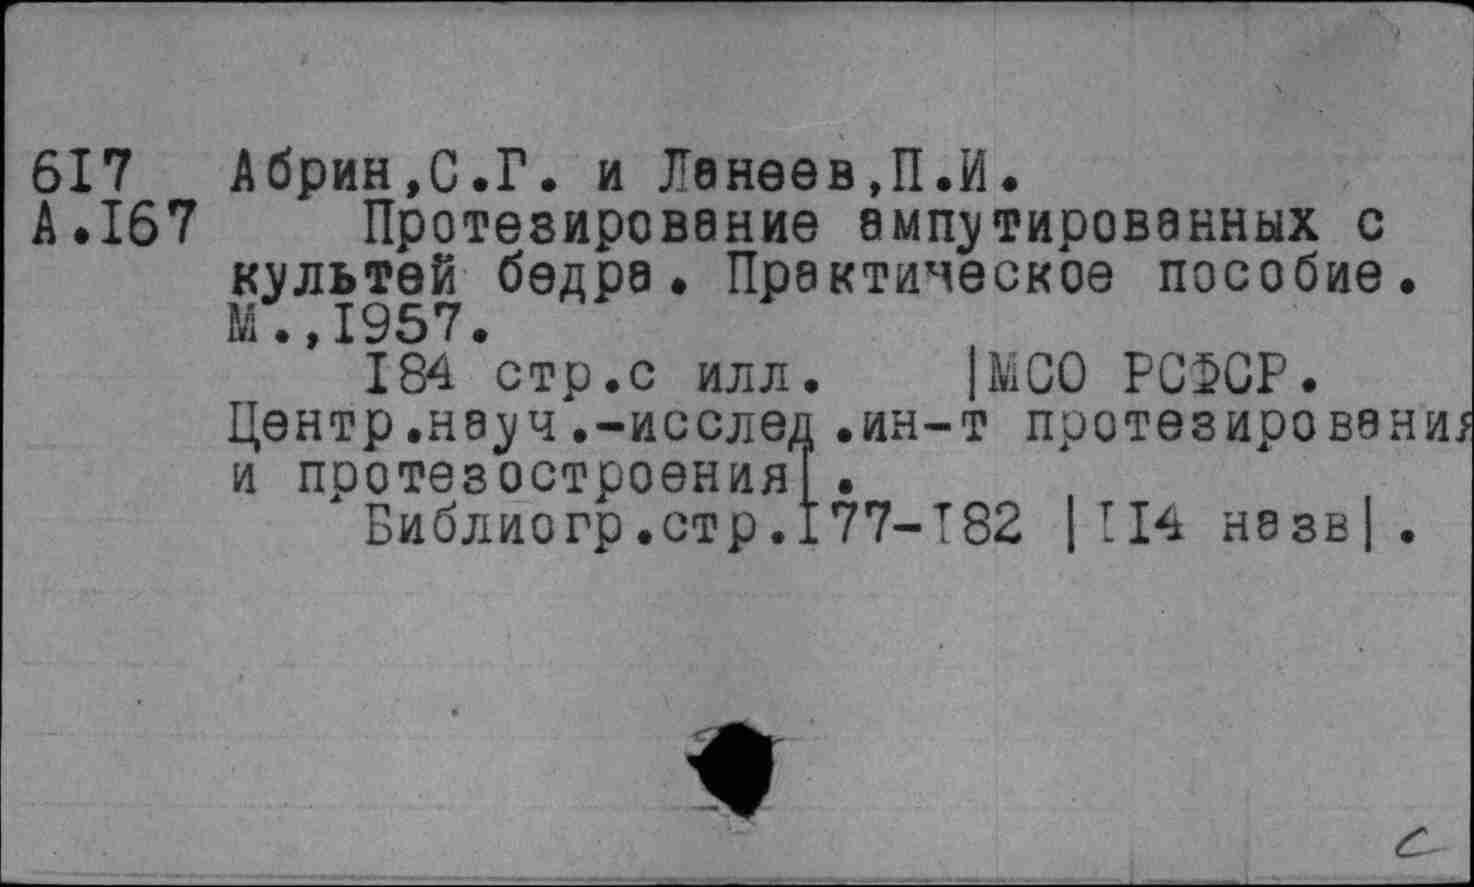 617 Абрин,С.Г. и Ланеев,П.И.
А.167 Протезирование ампутированных с
культей бедра. Практическое пособие.
М.,1957.
184 стр.с илл. |МСО РСФСР.
Центр.науч.-исслед.ин-т протезирования
и протезостроения|.
Библиогр.стр.177-182 |114 назв|.